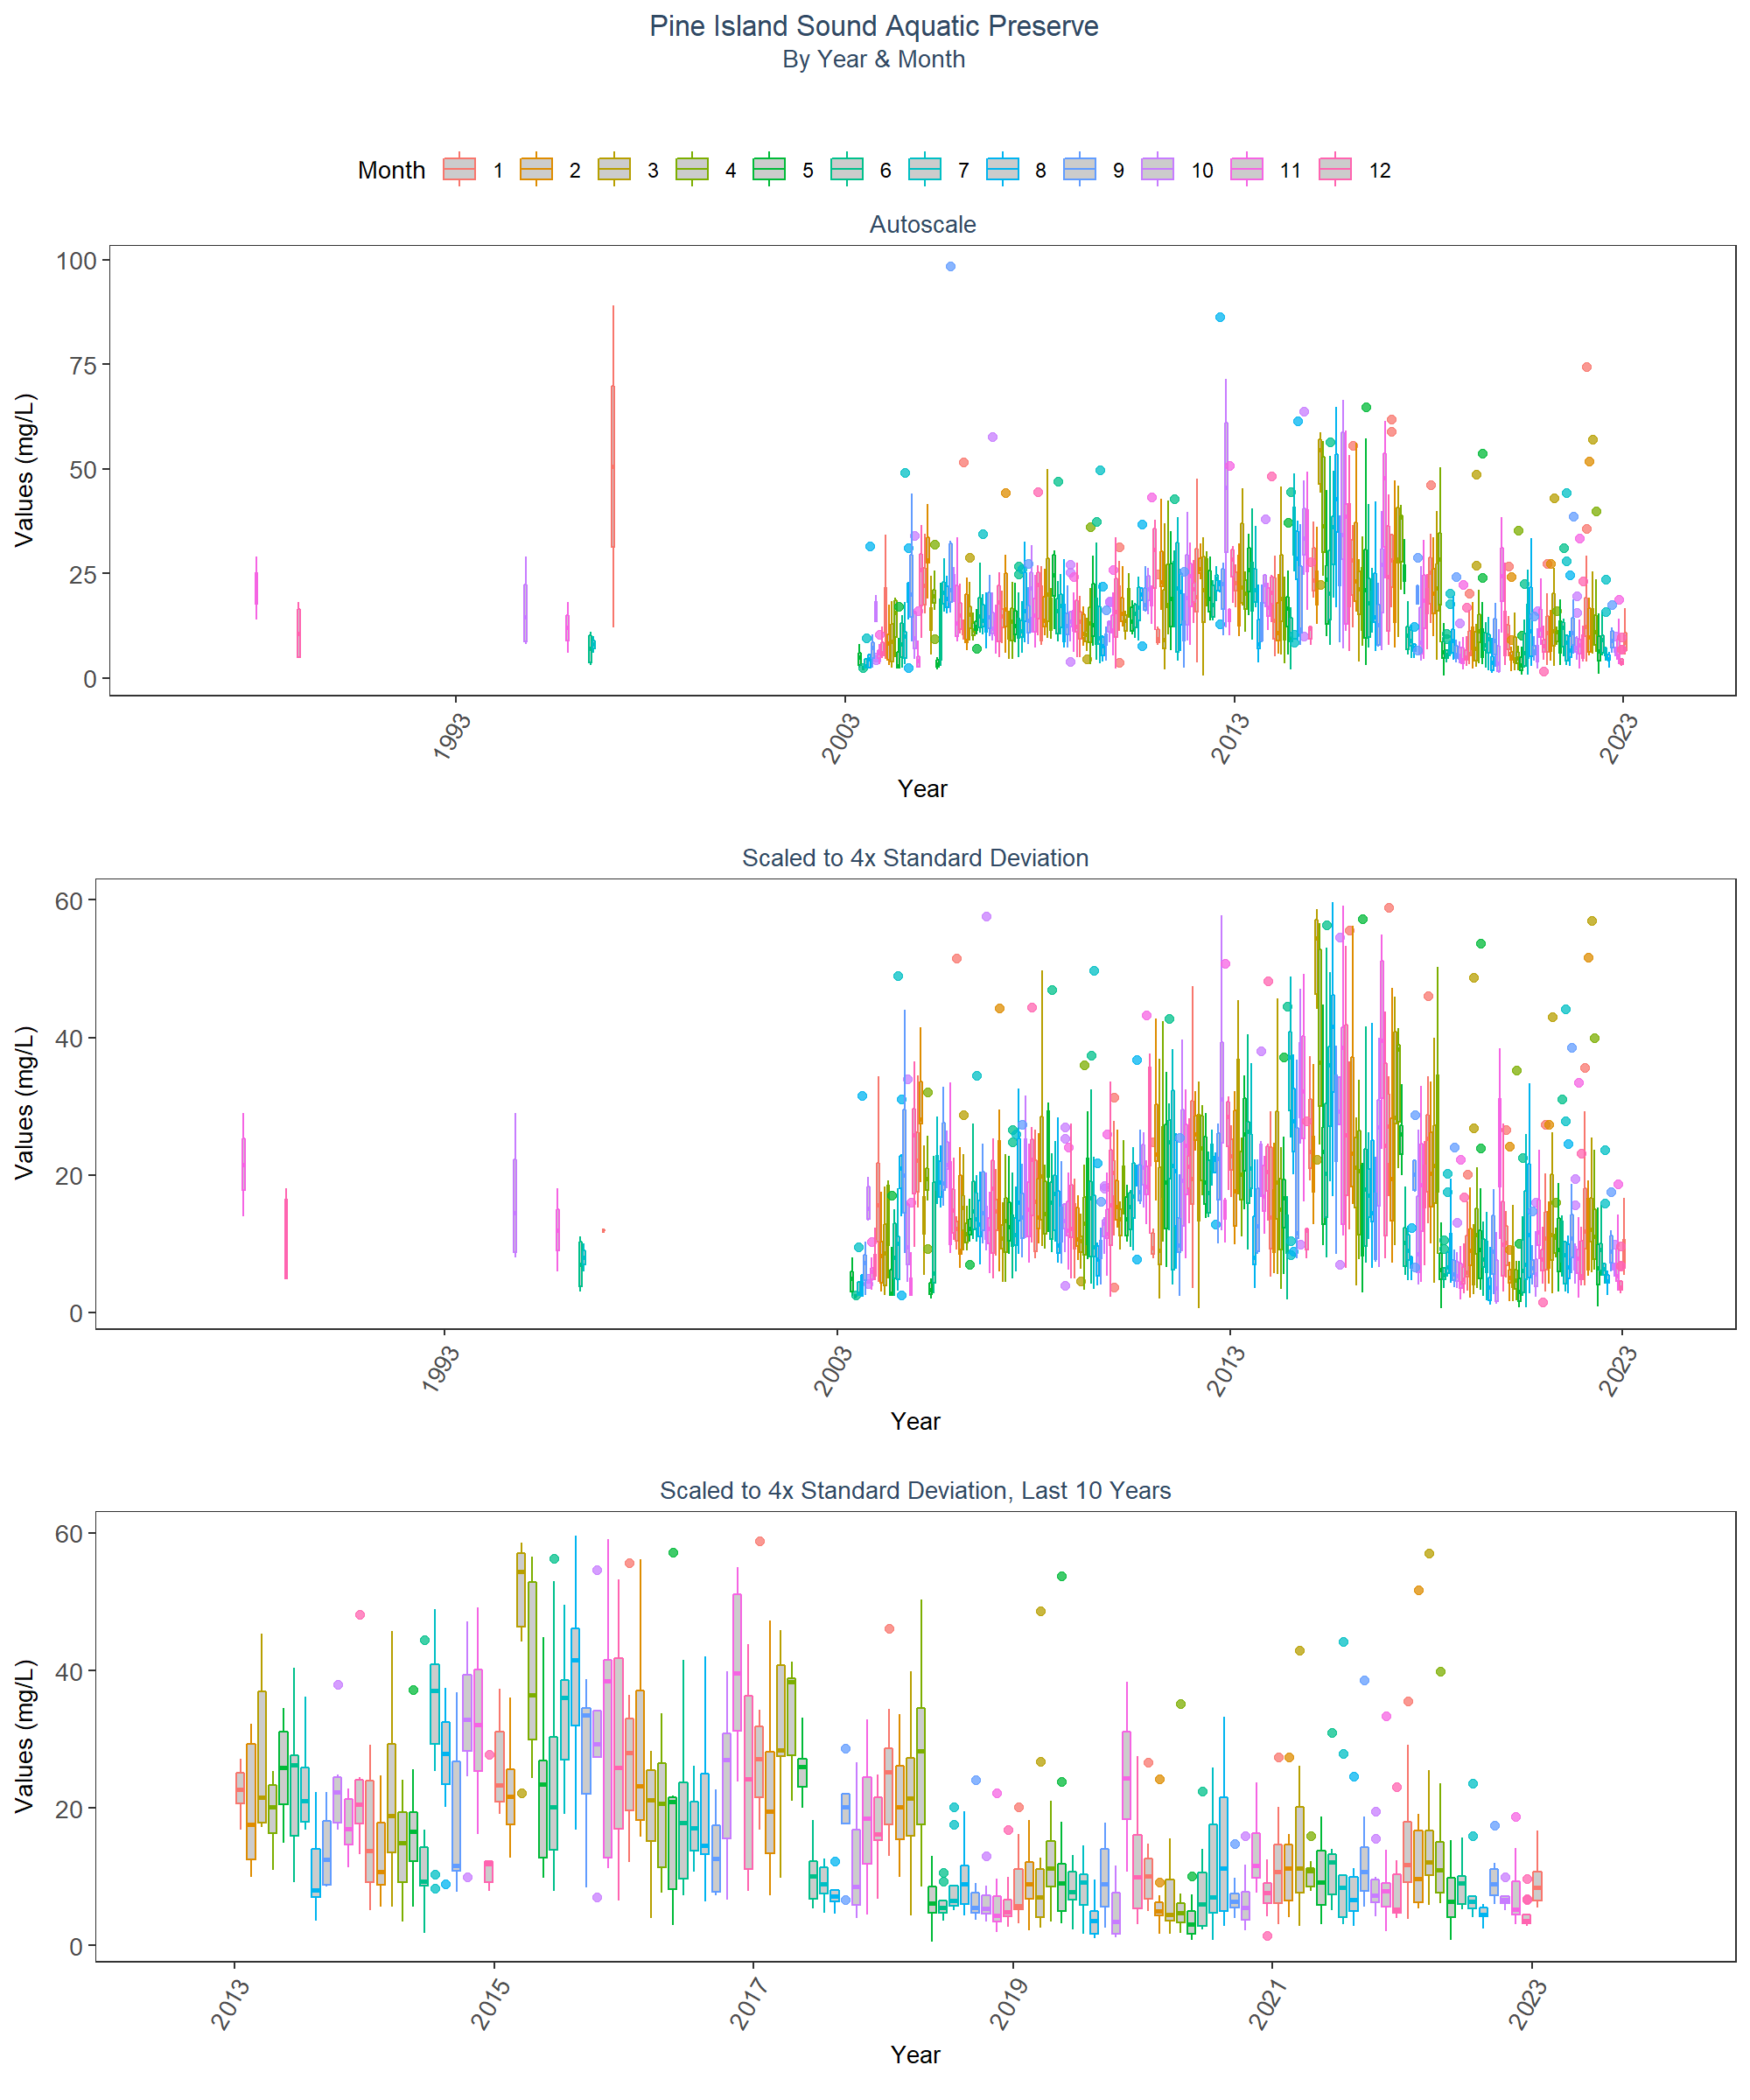 Pine Island Sound Aquatic Preserve
By Year & Month
Month 1 2 3 4 5 6 7 8 9 10 11 12
Autoscale
100
75
50
25
0
Values (mg/L)
1993 2003 2013 2023
Year
Scaled to 4x Standard Deviation
60
40
20
0
Values (mg/L)
1993 2003 2013 2023
Year
Scaled to 4x Standard Deviation, Last 10 Years
60
40
20
0
Values (mg/L)
2013 2015 2017 2019 2021 2023
Year